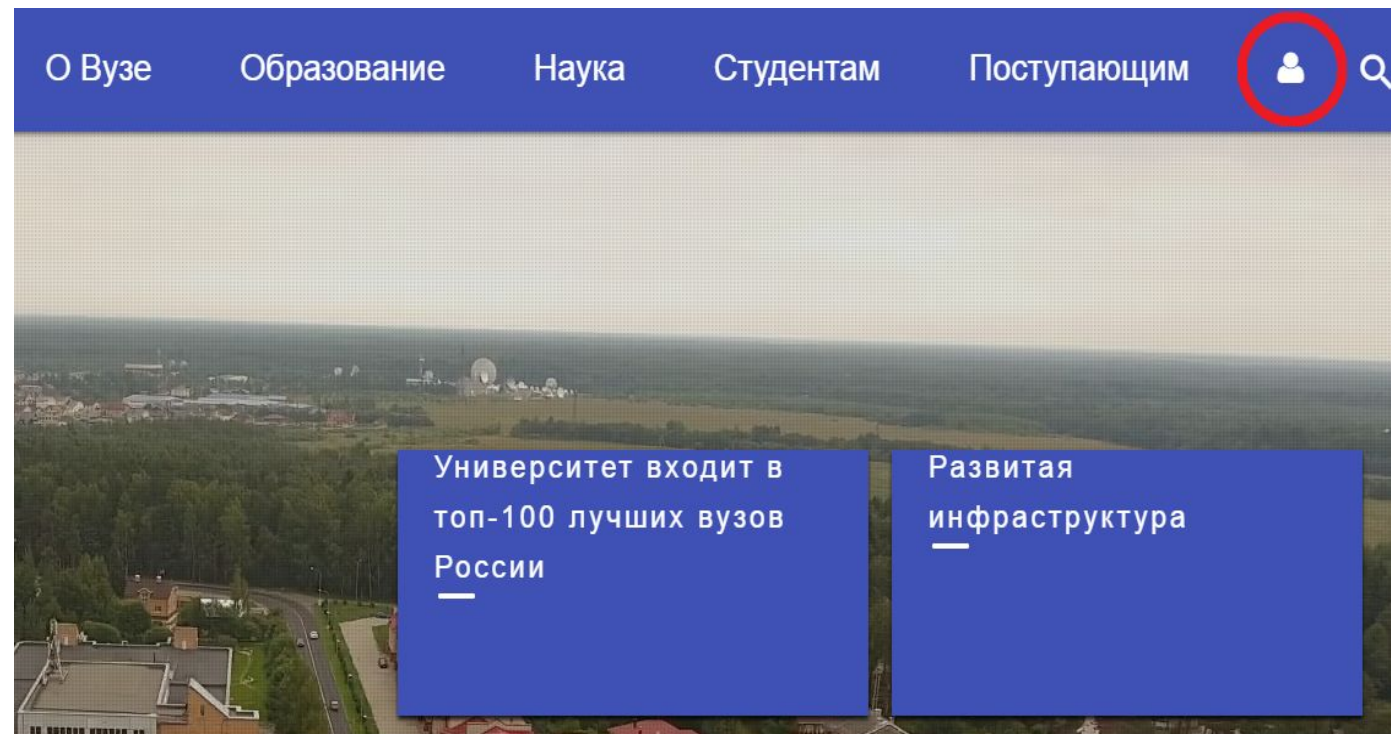 О Вузе Образование Наука Студентам Поступающим
Университет входит в
топ-100 лучших вузов
России
Развитая
инфраструктура